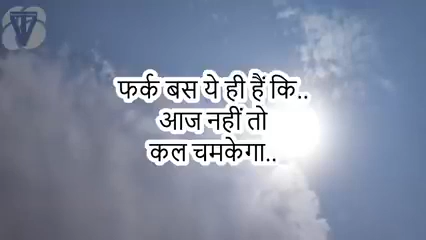 फर्क बस ये ही हैं कि..
आज नहीं तो
कल चमकेगा..